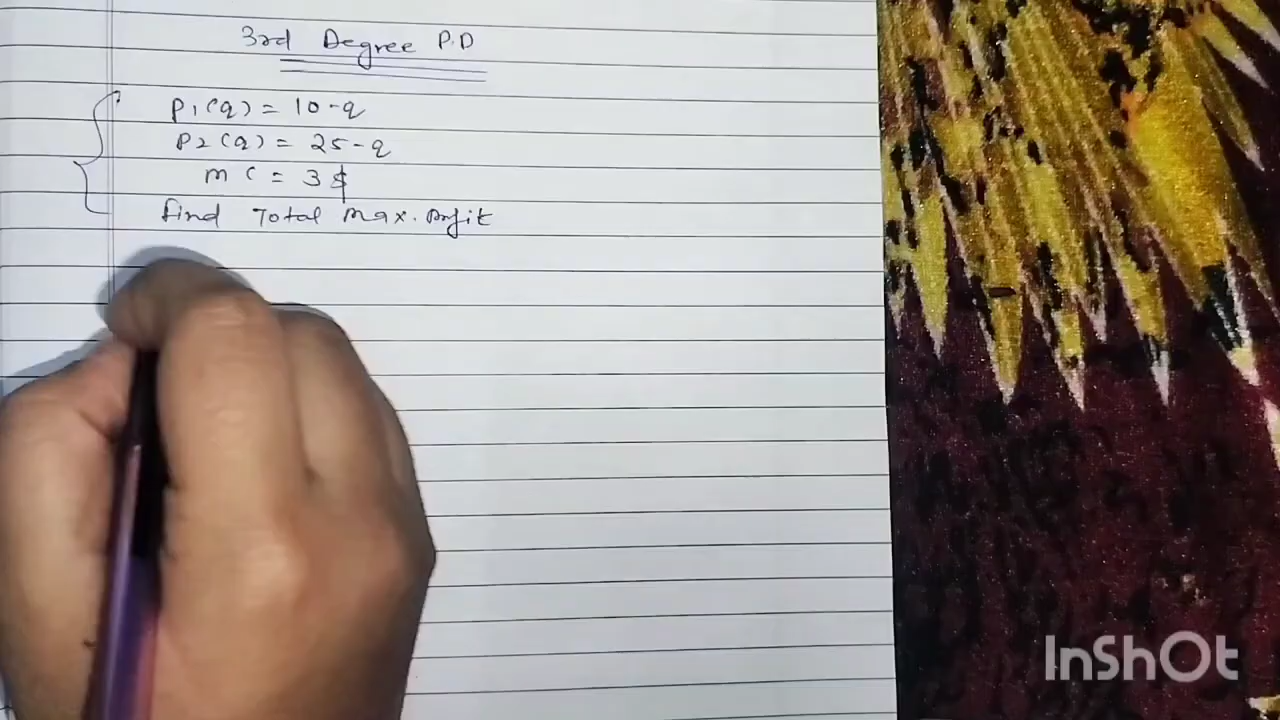 3rd Degree P.D
P1(q) = 10-q
P2(q) = 25-q
MC = 3$
find Total Max. Profit
InShOt